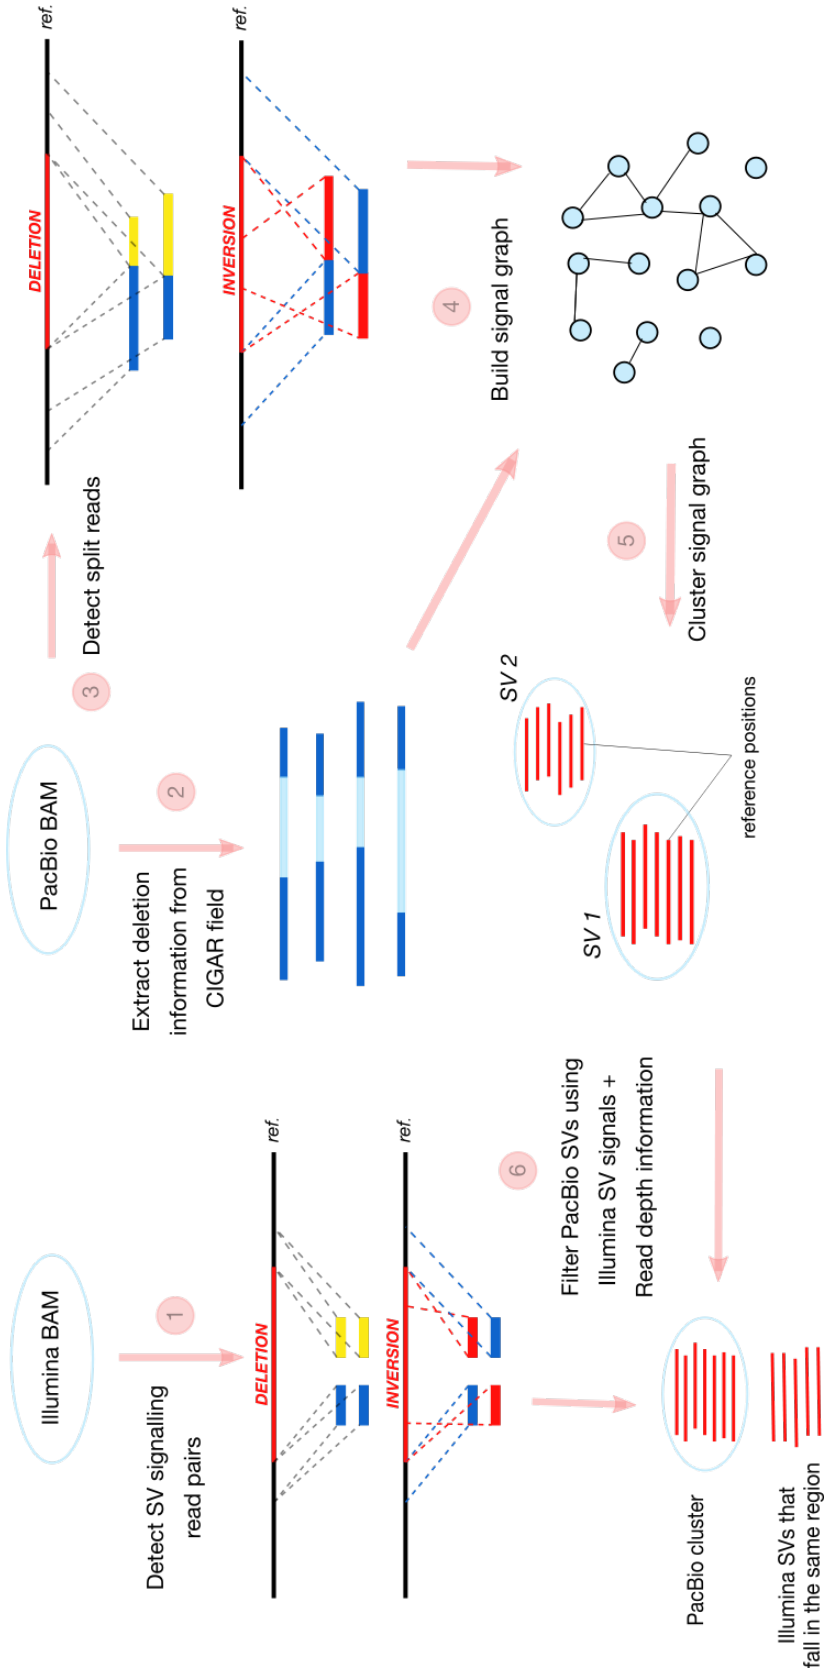 Illumina BAM
1
Detect SV signalling
read pairs
ref.
DELETION
ref.
INVERSION
PacBio BAM
2
Extract deletion
information from
CIGAR field
3
Detect split reads
ref.
DELETION
ref.
INVERSION
4
Build signal graph
5
Cluster signal graph
SV 2
SV 1
reference positions
6
Filter PacBio SVs using
Illumina SV signals +
Read depth information
PacBio cluster
Illumina SVs that
fall in the same region